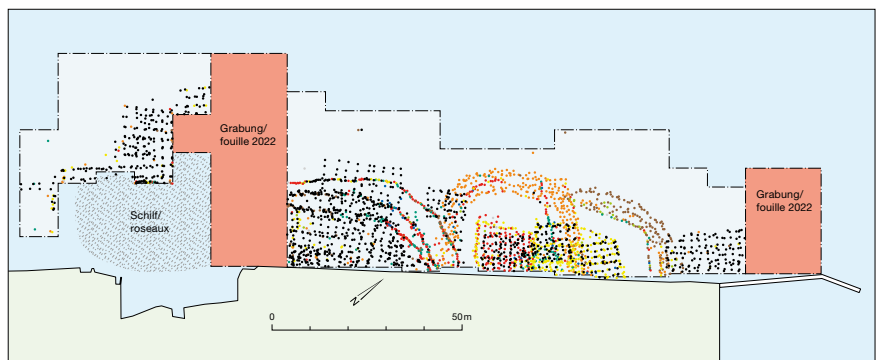 Grabung/
fouille 2022
Schilf/
roseaux
Grabung/
fouille 2022
N
0
50 m